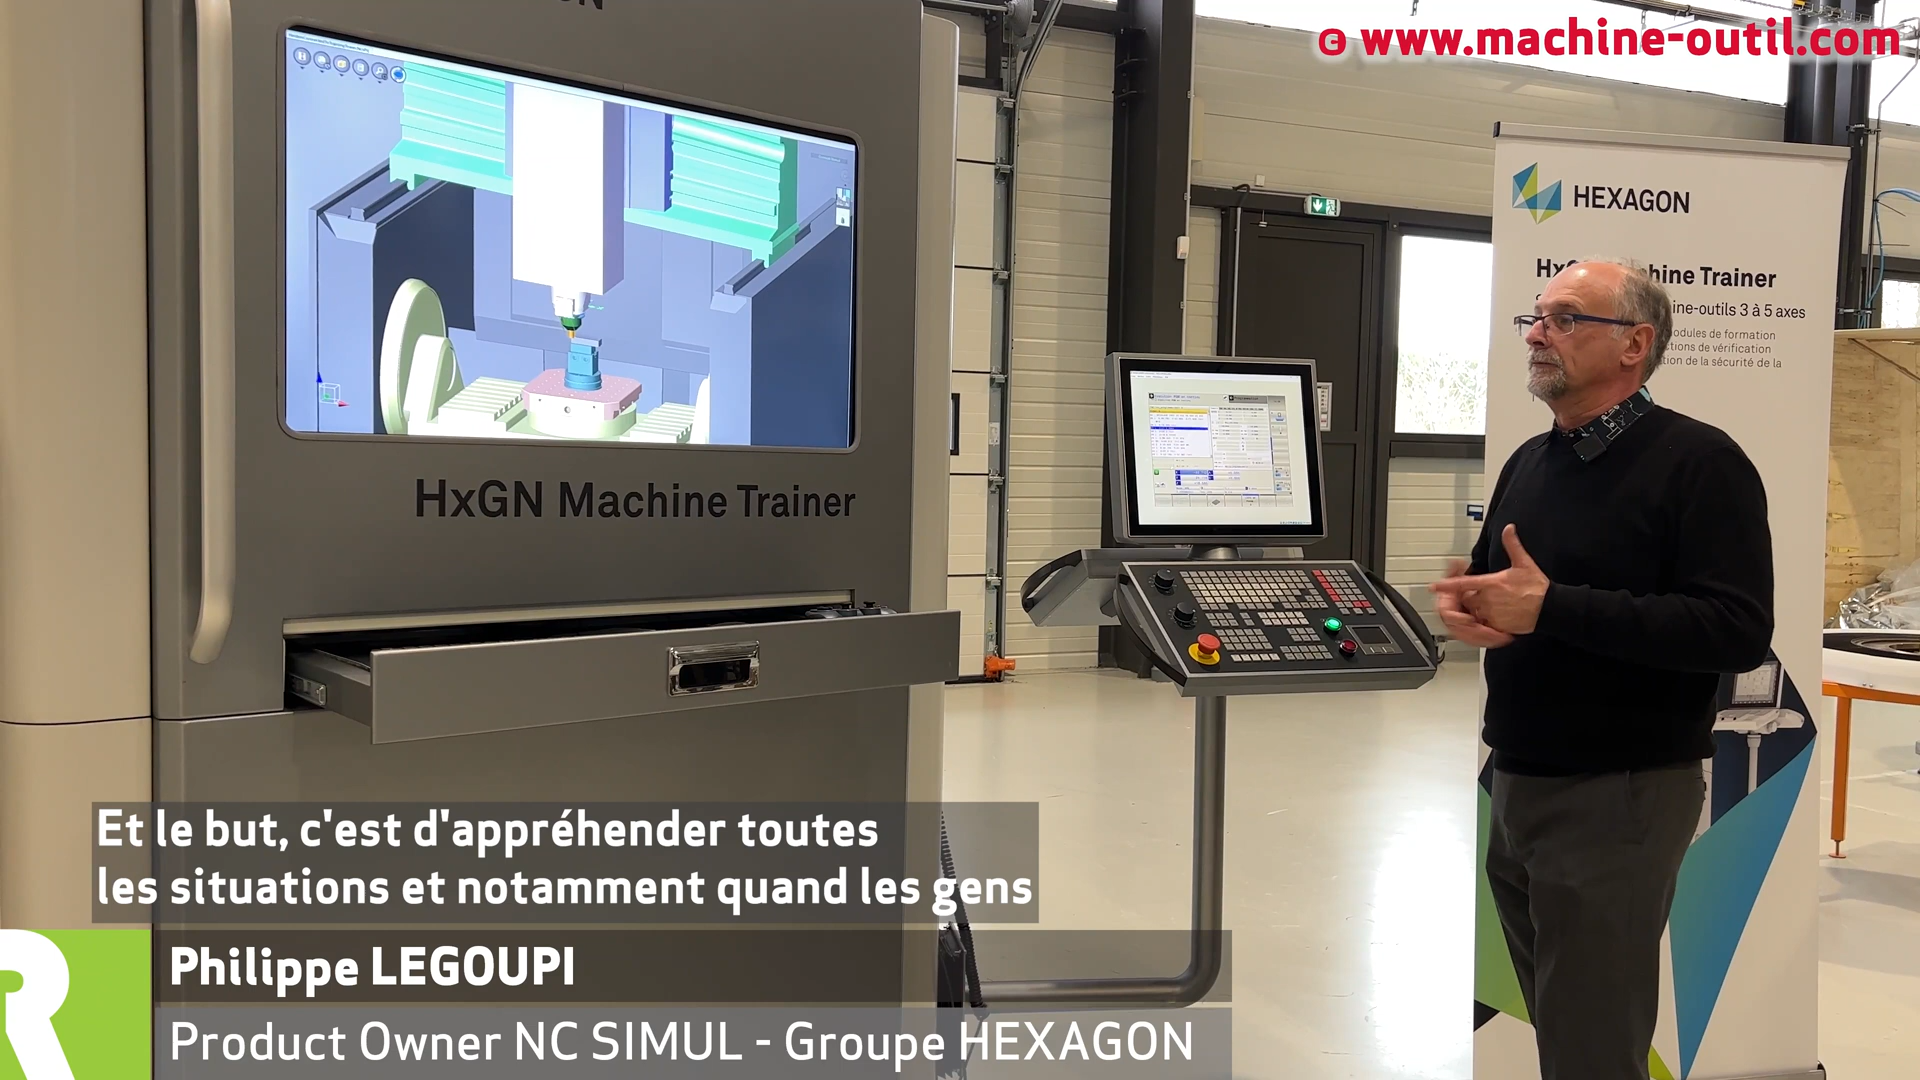 © www.machine-outil.com
HEXAGON
Machine Trainer
ine-outils 3 à 5 axes
odules de formation
ctions de vérification
tion de la sécurité de la
HxGN Machine Trainer
Et le but, c'est d'appréhender toutes
les situations et notamment quand les gens
Philippe LEGOUPI
Product Owner NC SIMUL - Groupe HEXAGON
R